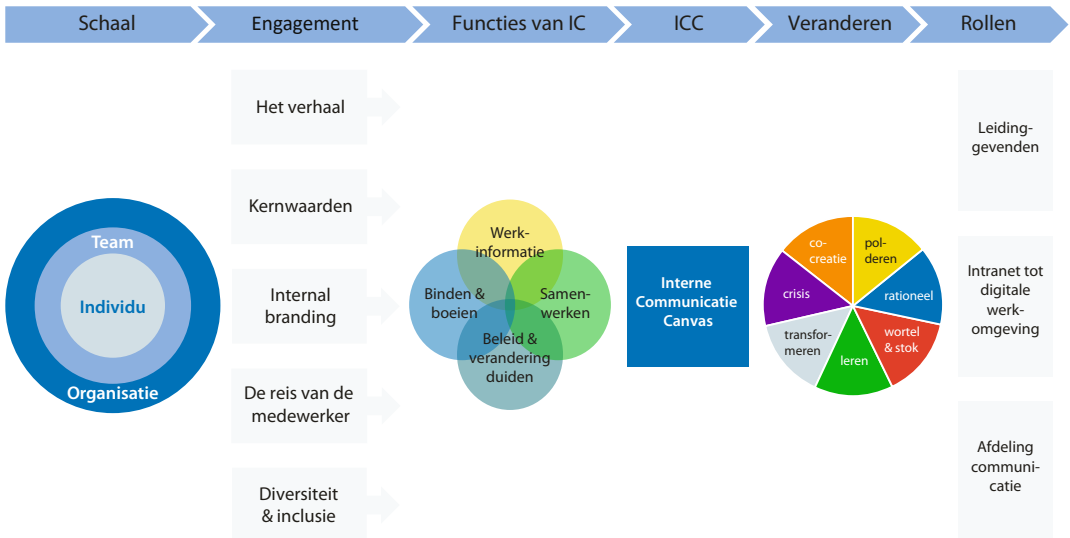 Schaal
Engagement
Functies van IC
ICC
Veranderen
Rollen
Team
Individu
Organisatie
Het verhaal
Kernwaarden
Internal
branding
De reis van de
medewerker
Diversiteit
& inclusie
Werk-
informatie
Binden &
boeien
Samen-
werken
Beleid &
verandering
duiden
Interne
Communicatie
Canvas
co-
creatie
pol-
deren
rationeel
wortel
& stok
leren
transfor-
meren
crisis
Leiding-
gevenden
Intranet tot
digitale
werk-
omgeving
Afdeling
communi-
catie